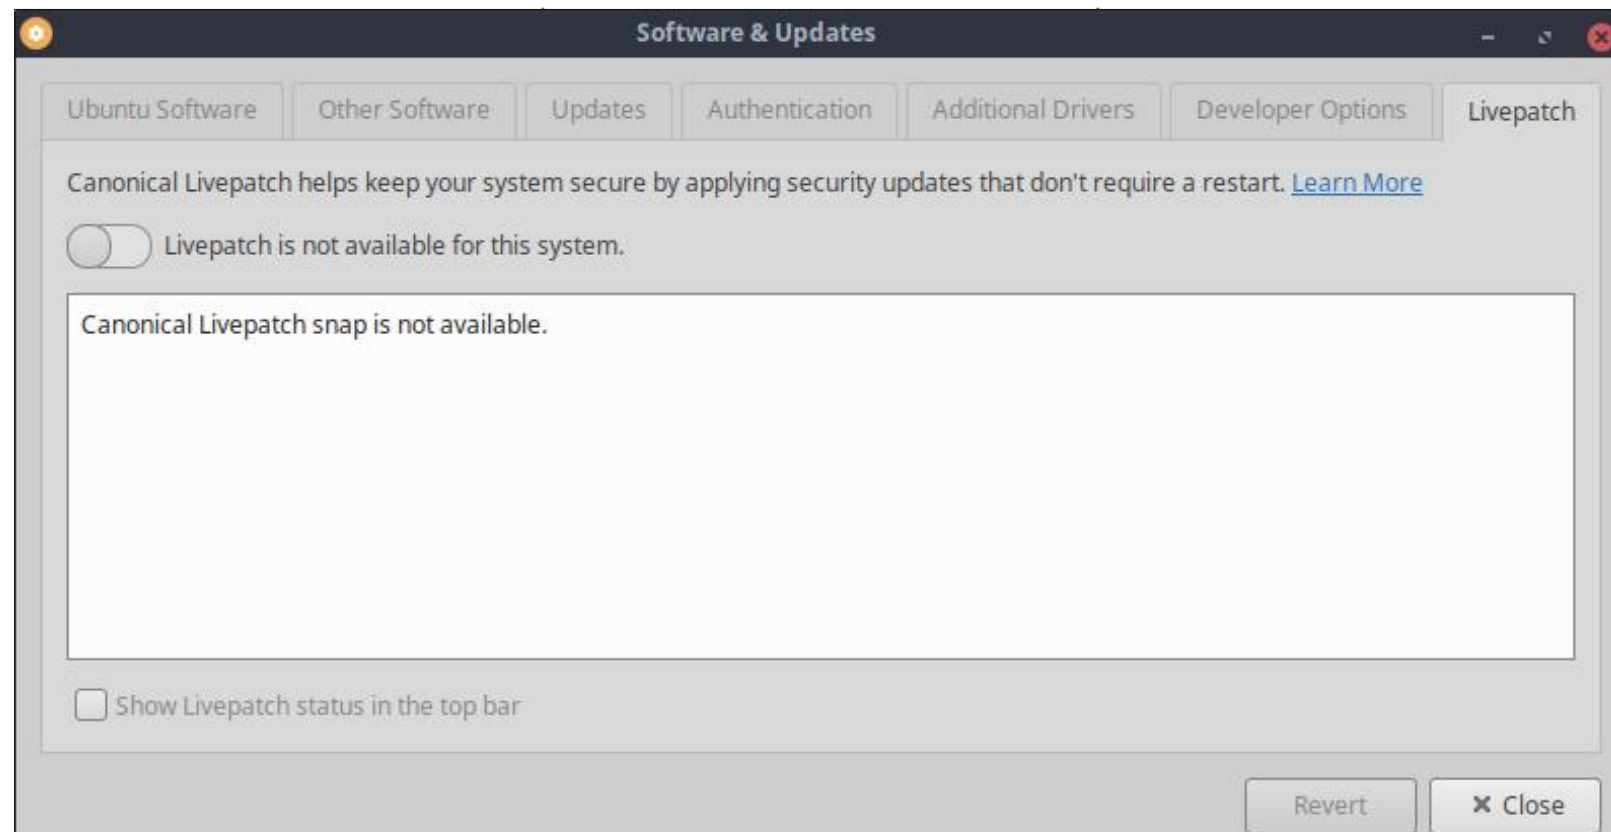 Software & Updates
Ubuntu Software Other Software Updates Authentication Additional Drivers Developer Options Livepatch
Canonical Livepatch helps keep your system secure by applying security updates that don't require a restart. Learn More
Livepatch is not available for this system.
Canonical Livepatch snap is not available.
Show Livepatch status in the top bar
Revert Close